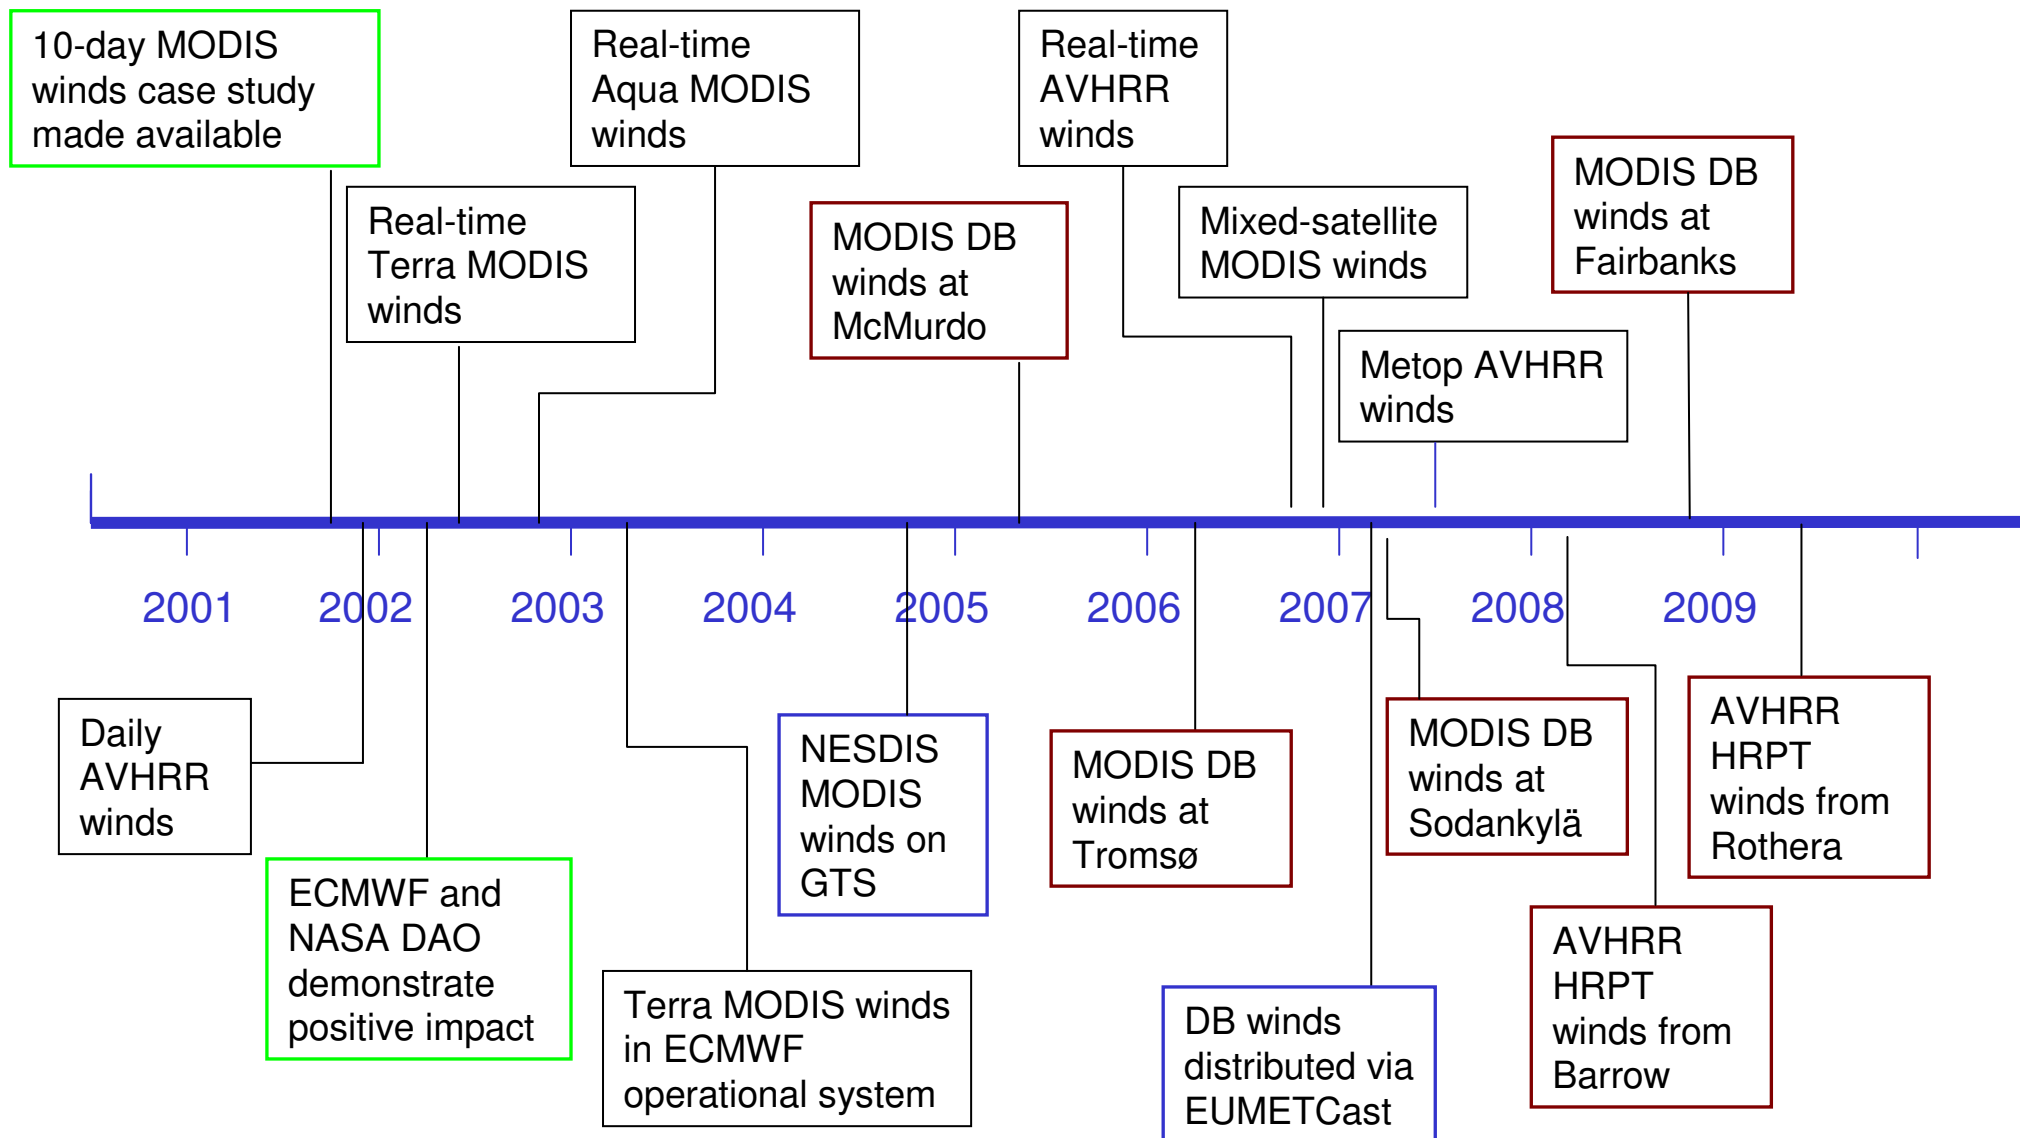 10-day MODIS
winds case study
made available
Real-time
Aqua MODIS
winds
Real-time
AVHRR
winds
Real-time
Terra MODIS
winds
MODIS DB
winds at
McMurdo
Mixed-satellite
MODIS winds
MODIS DB
winds at
Fairbanks
Metop AVHRR
winds
2001
2002
2003
2004
2005
2006
2007
2008
2009
Daily
AVHRR
winds
ECMWF and
NASA DAO
demonstrate
positive impact
Terra MODIS winds
in ECMWF
operational system
NESDIS
MODIS
winds on
GTS
MODIS DB
winds at
Tromsø
DB winds
distributed via
EUMETCast
MODIS DB
winds at
Sodankylä
AVHRR
HRPT
winds from
Barrow
AVHRR
HRPT
winds from
Rothera